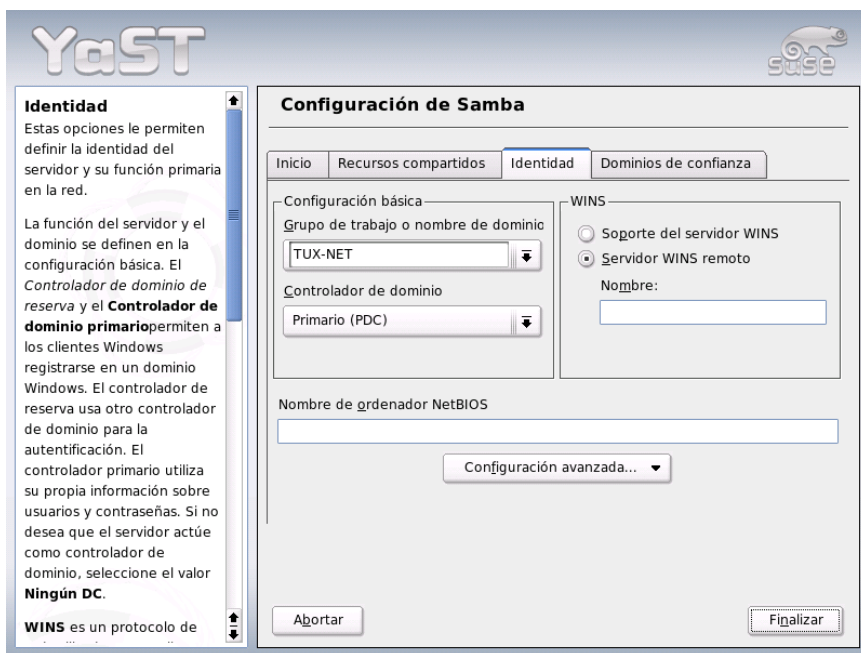 YaST
suse
Identidad
Estas opciones le permiten
definir la identidad del
servidor y su función primaria
en la red.
La función del servidor y el
dominio se definen en la
configuración básica. El
Controlador de dominio de
reserva y el Controlador de
dominio primariopermiten a
los clientes Windows
registrarse en un dominio
Windows. El controlador de
reserva usa otro controlador
de dominio para la
autentificación. El
controlador primario utiliza
su propia información sobre
usuarios y contraseñas. Si no
desea que el servidor actúe
como controlador de
dominio, seleccione el valor
Ningún DC.
WINS es un protocolo de
Configuración de Samba
Inicio
Recursos compartidos
Identidad
Dominios de confianza
Configuración básica
Grupo de trabajo o nombre de dominio
TUX-NET
Controlador de dominio
Primario (PDC)
WINS
Soporte del servidor WINS
Servidor WINS remoto
Nombre:
Nombre de ordenador NetBIOS
Configuración avanzada...
Abortar
Finalizar